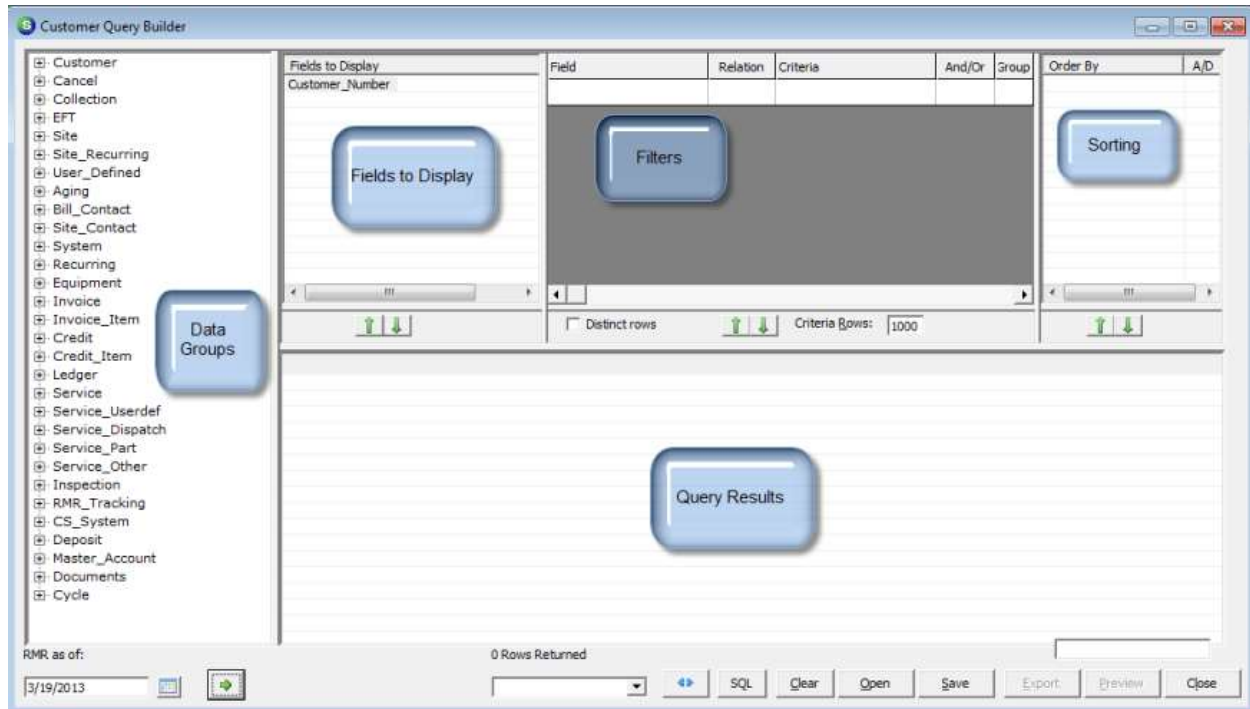 Customer Query Builder
Customer
Cancel
Collection
EFT
Site
Site_Recurring
User_Defined
Aging
Bill_Contact
Site_Contact
System
Recurring
Equipment
Invoice
Invoice_Item
Credit
Credit_Item
Ledger
Service
Service_Userdef
Service_Dispatch
Service_Part
Service_Other
Inspection
RMR_Tracking
CS_System
Deposit
Master_Account
Documents
Cycle
Data
Groups
Fields to Display
Customer_Number
Fields to Display
Field Relation Criteria And/Or Group
Filters
Distinct rows Criteria Rows: 1000
Order By A/D
Sorting
Query Results
RMR as of:
3/19/2013
0 Rows Returned
SQL Clear Open Save Export Preview Close